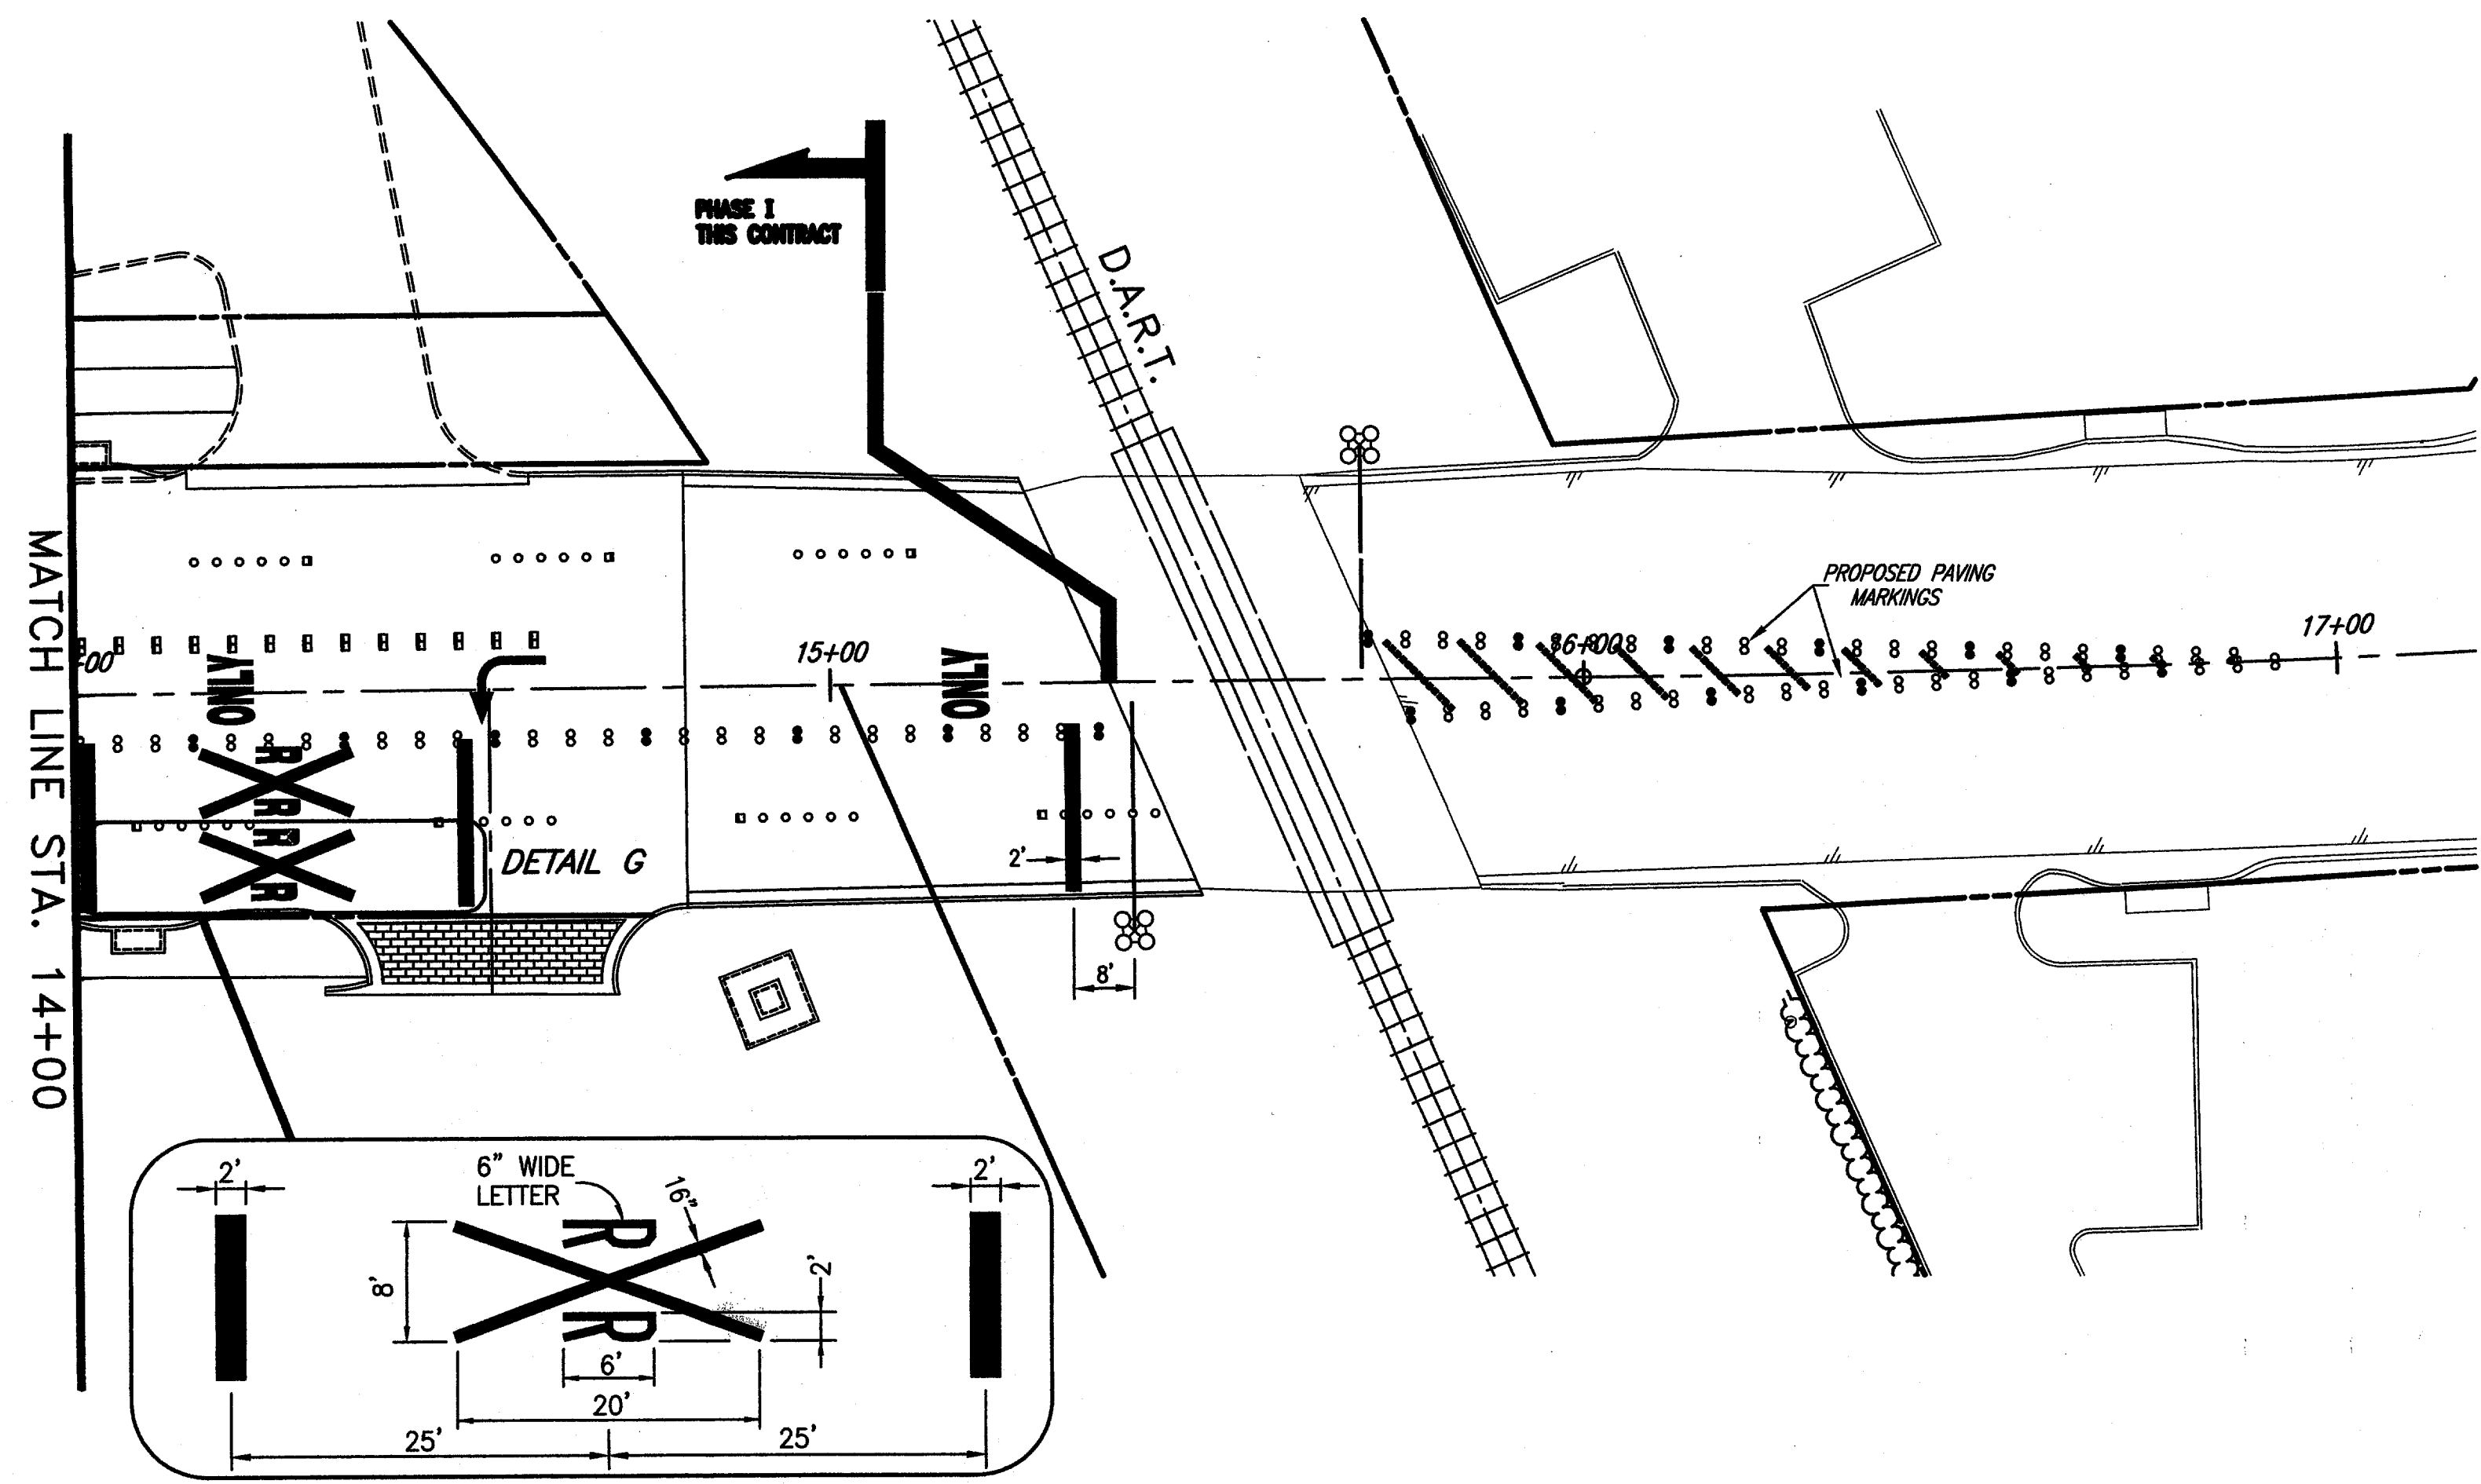 PHASE I
THIS CONTRACT
D.A.R.T.
PROPOSED PAVING
MARKINGS
17+00
16+00
15+00
+00
ONLY
ONLY
R R R R
DETAIL G
2'
8'
MATCH LINE STA. 14+00
2'
6" WIDE
LETTER
16"
2'
R
R
8'
2'
6'
20'
25'
25'